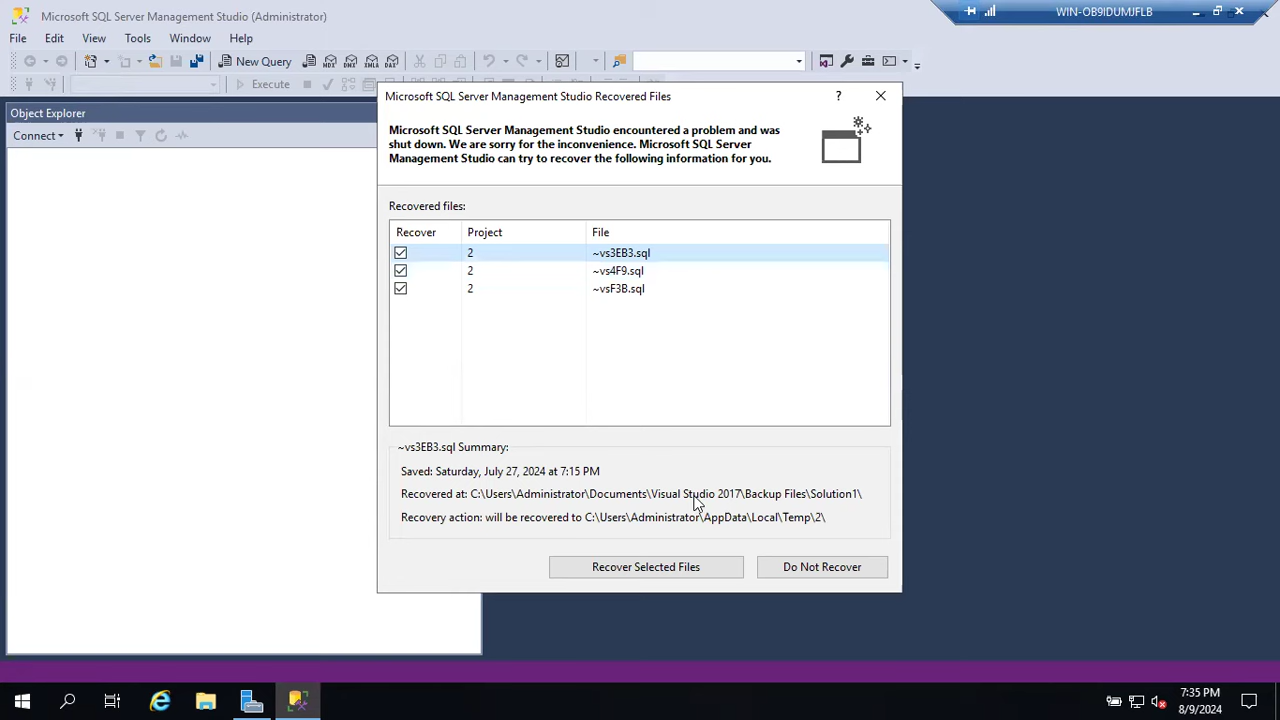 Microsoft SQL Server Management Studio (Administrator)
WIN-OB9IDUMJFLB
File Edit View Tools Window Help
New Query MDX DMX XMLA DAX
Execute
Object Explorer
Connect
Microsoft SQL Server Management Studio Recovered Files
?
Microsoft SQL Server Management Studio encountered a problem and was
shut down. We are sorry for the inconvenience. Microsoft SQL Server
Management Studio can try to recover the following information for you.
Recovered files:
Recover Project File
2 ~vs3EB3.sql
2 ~vs4F9.sql
2 ~vsF3B.sql
~vs3EB3.sql Summary:
Saved: Saturday, July 27, 2024 at 7:15 PM
Recovered at: C:\Users\Administrator\Documents\Visual Studio 2017\Backup Files\Solution1\
Recovery action: will be recovered to C:\Users\Administrator\AppData\Local\Temp\2\
Recover Selected Files Do Not Recover
7:35 PM
8/9/2024